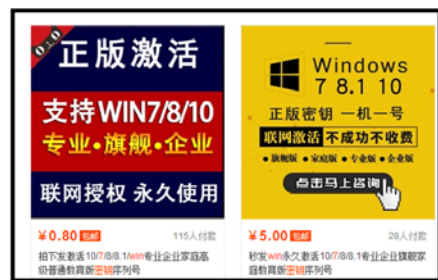 正版激活
支持WIN7/8/10
专业•旗舰•企业
联网授权 永久使用
¥0.80 包邮 115人付款
拍下发激活10/7/8/8.1/win专业企业家庭高
级普通教育版密钥序列号
Windows
7 8.1 10
正版密钥 一机一号
联网激活 不成功不收费
•旗舰版 •家庭版 •专业版 •企业版
点击马上咨询
¥5.00 包邮 28人付款
秒发win永久激活10/7/8.1专业企业旗舰家
庭教育版密钥序列号